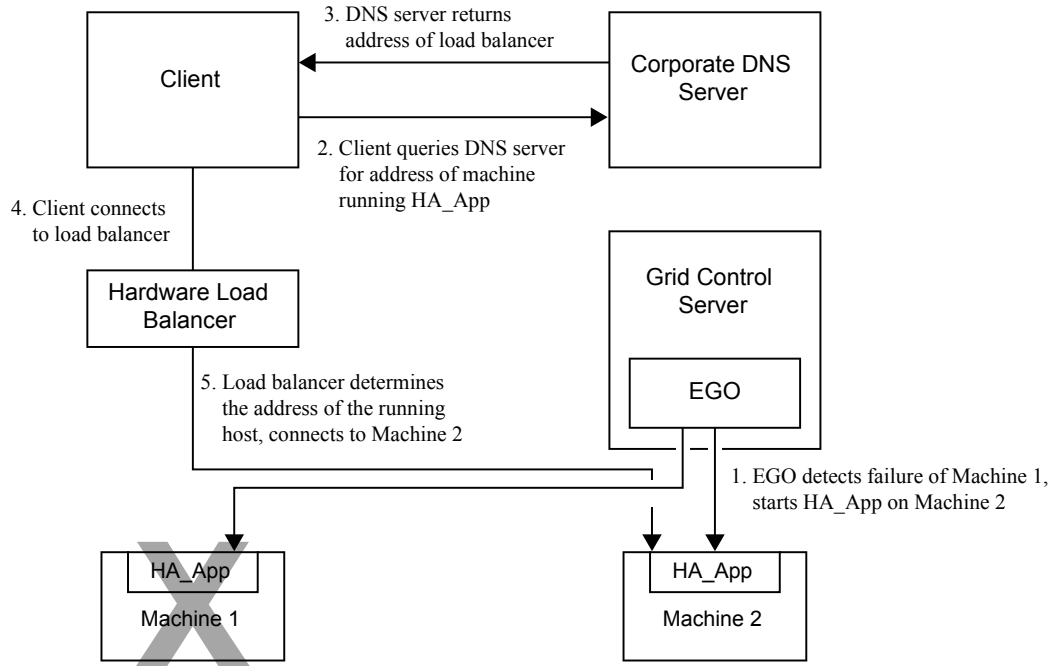 3. DNS server returns
address of load balancer
Client
Corporate DNS
Server
2. Client queries DNS server
for address of machine
running HA_App
4. Client connects
to load balancer
Hardware Load
Balancer
Grid Control
Server
EGO
5. Load balancer determines
the address of the running
host, connects to Machine 2
1. EGO detects failure of Machine 1,
starts HA_App on Machine 2
HA_App
Machine 1
X
HA_App
Machine 2